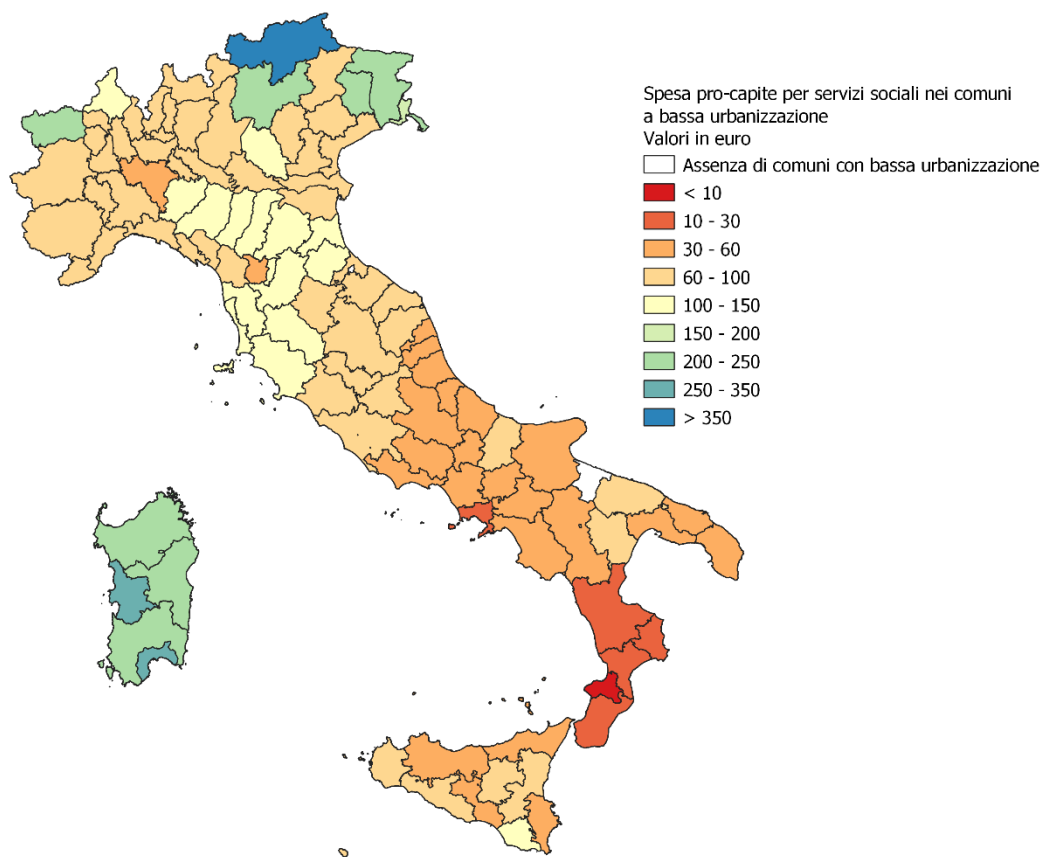 Spesa pro-capite per servizi sociali nei comuni
a bassa urbanizzazione
Valori in euro
Assenza di comuni con bassa urbanizzazione
< 10
10 - 30
30 - 60
60 - 100
100 - 150
150 - 200
200 - 250
250 - 350
> 350